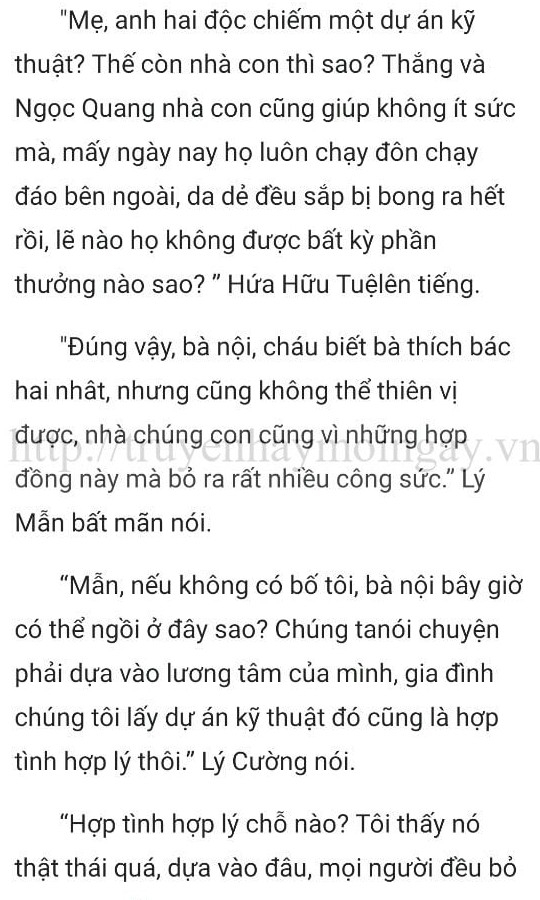 "Mẹ, anh hai độc chiếm một dự án kỹ
thuật? Thế còn nhà con thì sao? Thắng và
Ngọc Quang nhà con cũng giúp không ít sức
mà, mấy ngày nay họ luôn chạy đôn chạy
đáo bên ngoài, da dẻ đều sắp bị bong ra hết
rồi, lẽ nào họ không được bất kỳ phần
thưởng nào sao? ” Hứa Hữu Tuệlên tiếng.
"Đúng vậy, bà nội, cháu biết bà thích bác
hai nhât, nhưng cũng không thể thiên vị
được, nhà chúng con cũng vì những hợp
http://truyenhaymoingay.vn
đồng này mà bỏ ra rất nhiều công sức.” Lý
Mẫn bất mãn nói.
“Mẫn, nếu không có bố tôi, bà nội bây giờ
có thể ngồi ở đây sao? Chúng tanói chuyện
phải dựa vào lương tâm của mình, gia đình
chúng tôi lấy dự án kỹ thuật đó cũng là hợp
tình hợp lý thôi.” Lý Cường nói.
“Hợp tình hợp lý chỗ nào? Tôi thấy nó
thật thái quá, dựa vào đâu, mọi người đều bỏ